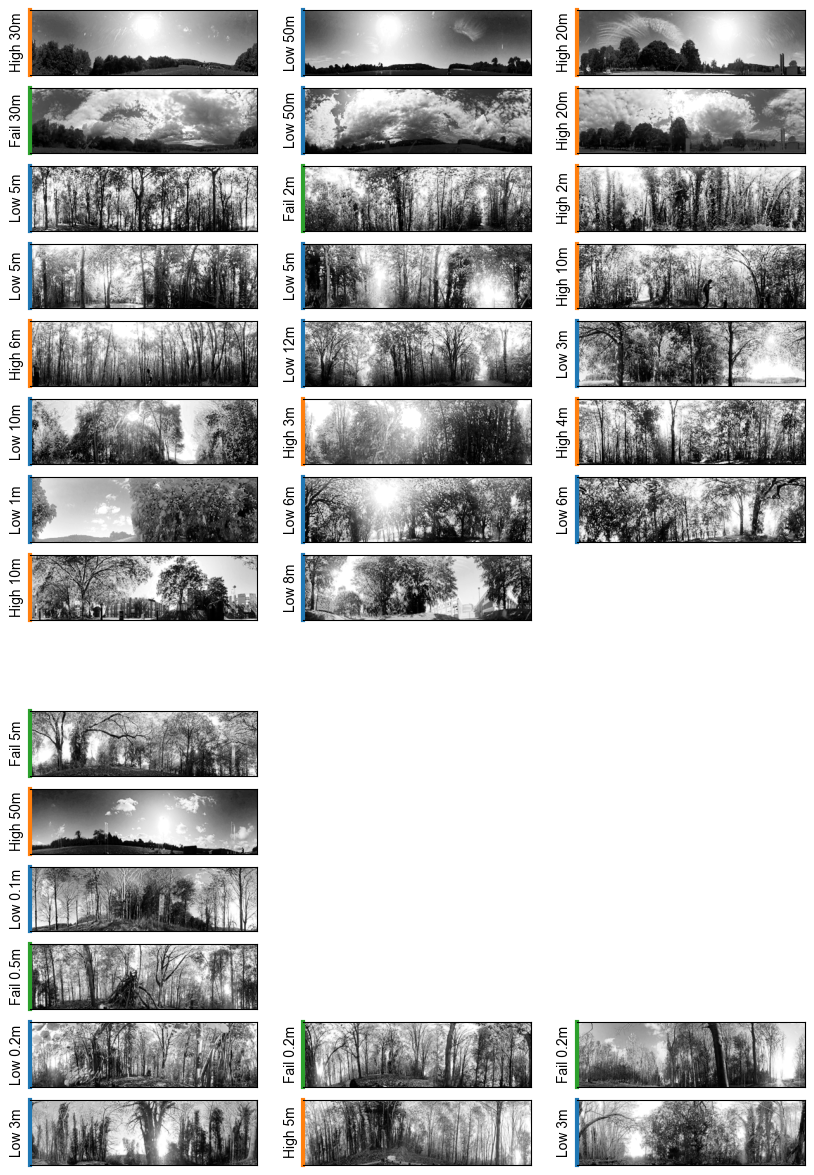 High 30m
Low 50m
High 20m
Fail 30m
Low 50m
High 20m
Low 5m
Fail 2m
High 2m
Low 5m
Low 5m
High 10m
High 6m
Low 12m
Low 3m
Low 10m
High 3m
High 4m
Low 1m
Low 6m
Low 6m
High 10m
Low 8m
Fail 5m
High 50m
Low 0.1m
Fail 0.5m
Low 0.2m
Fail 0.2m
Fail 0.2m
Low 3m
High 5m
Low 3m